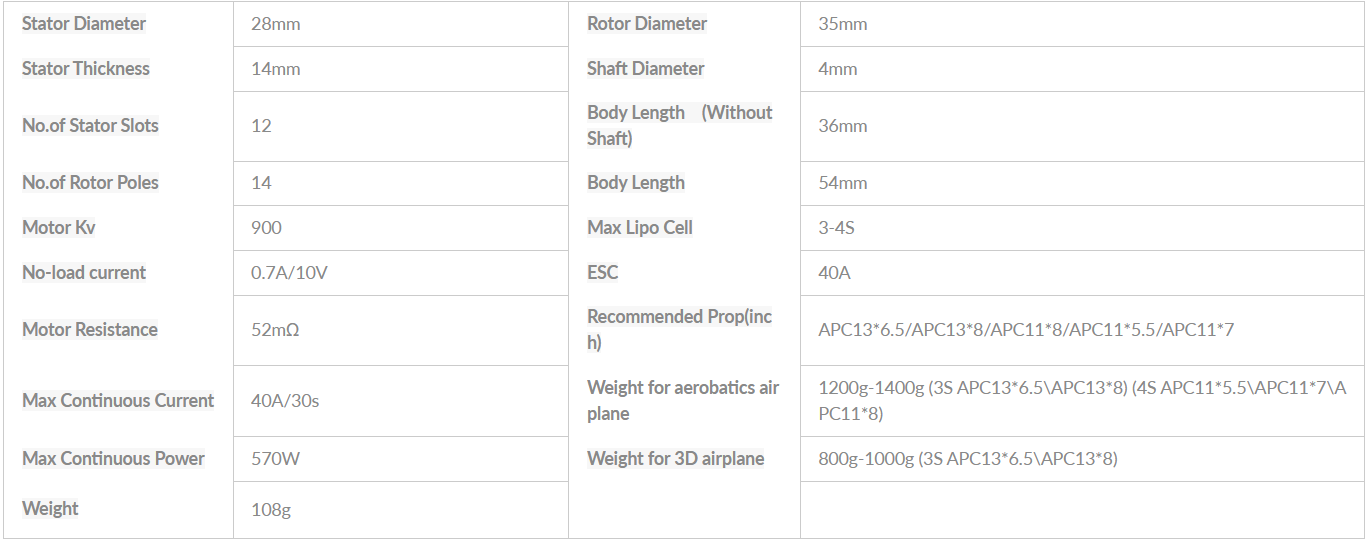 Stator Diameter 28mm Rotor Diameter 35mm
Stator Thickness 14mm Shaft Diameter 4mm
No.of Stator Slots 12 Body Length (Without
Shaft) 36mm
No.of Rotor Poles 14 Body Length 54mm
Motor Kv 900 Max Lipo Cell 3-4S
No-load current 0.7A/10V ESC 40A
Motor Resistance 52mΩ Recommended Prop(inc
h) APC13*6.5/APC13*8/APC11*8/APC11*5.5/APC11*7
Max Continuous Current 40A/30s Weight for aerobatics air
plane 1200g-1400g (3S APC13*6.5\APC13*8) (4S APC11*5.5\APC11*7\A
PC11*8)
Max Continuous Power 570W Weight for 3D airplane 800g-1000g (3S APC13*6.5\APC13*8)
Weight 108g